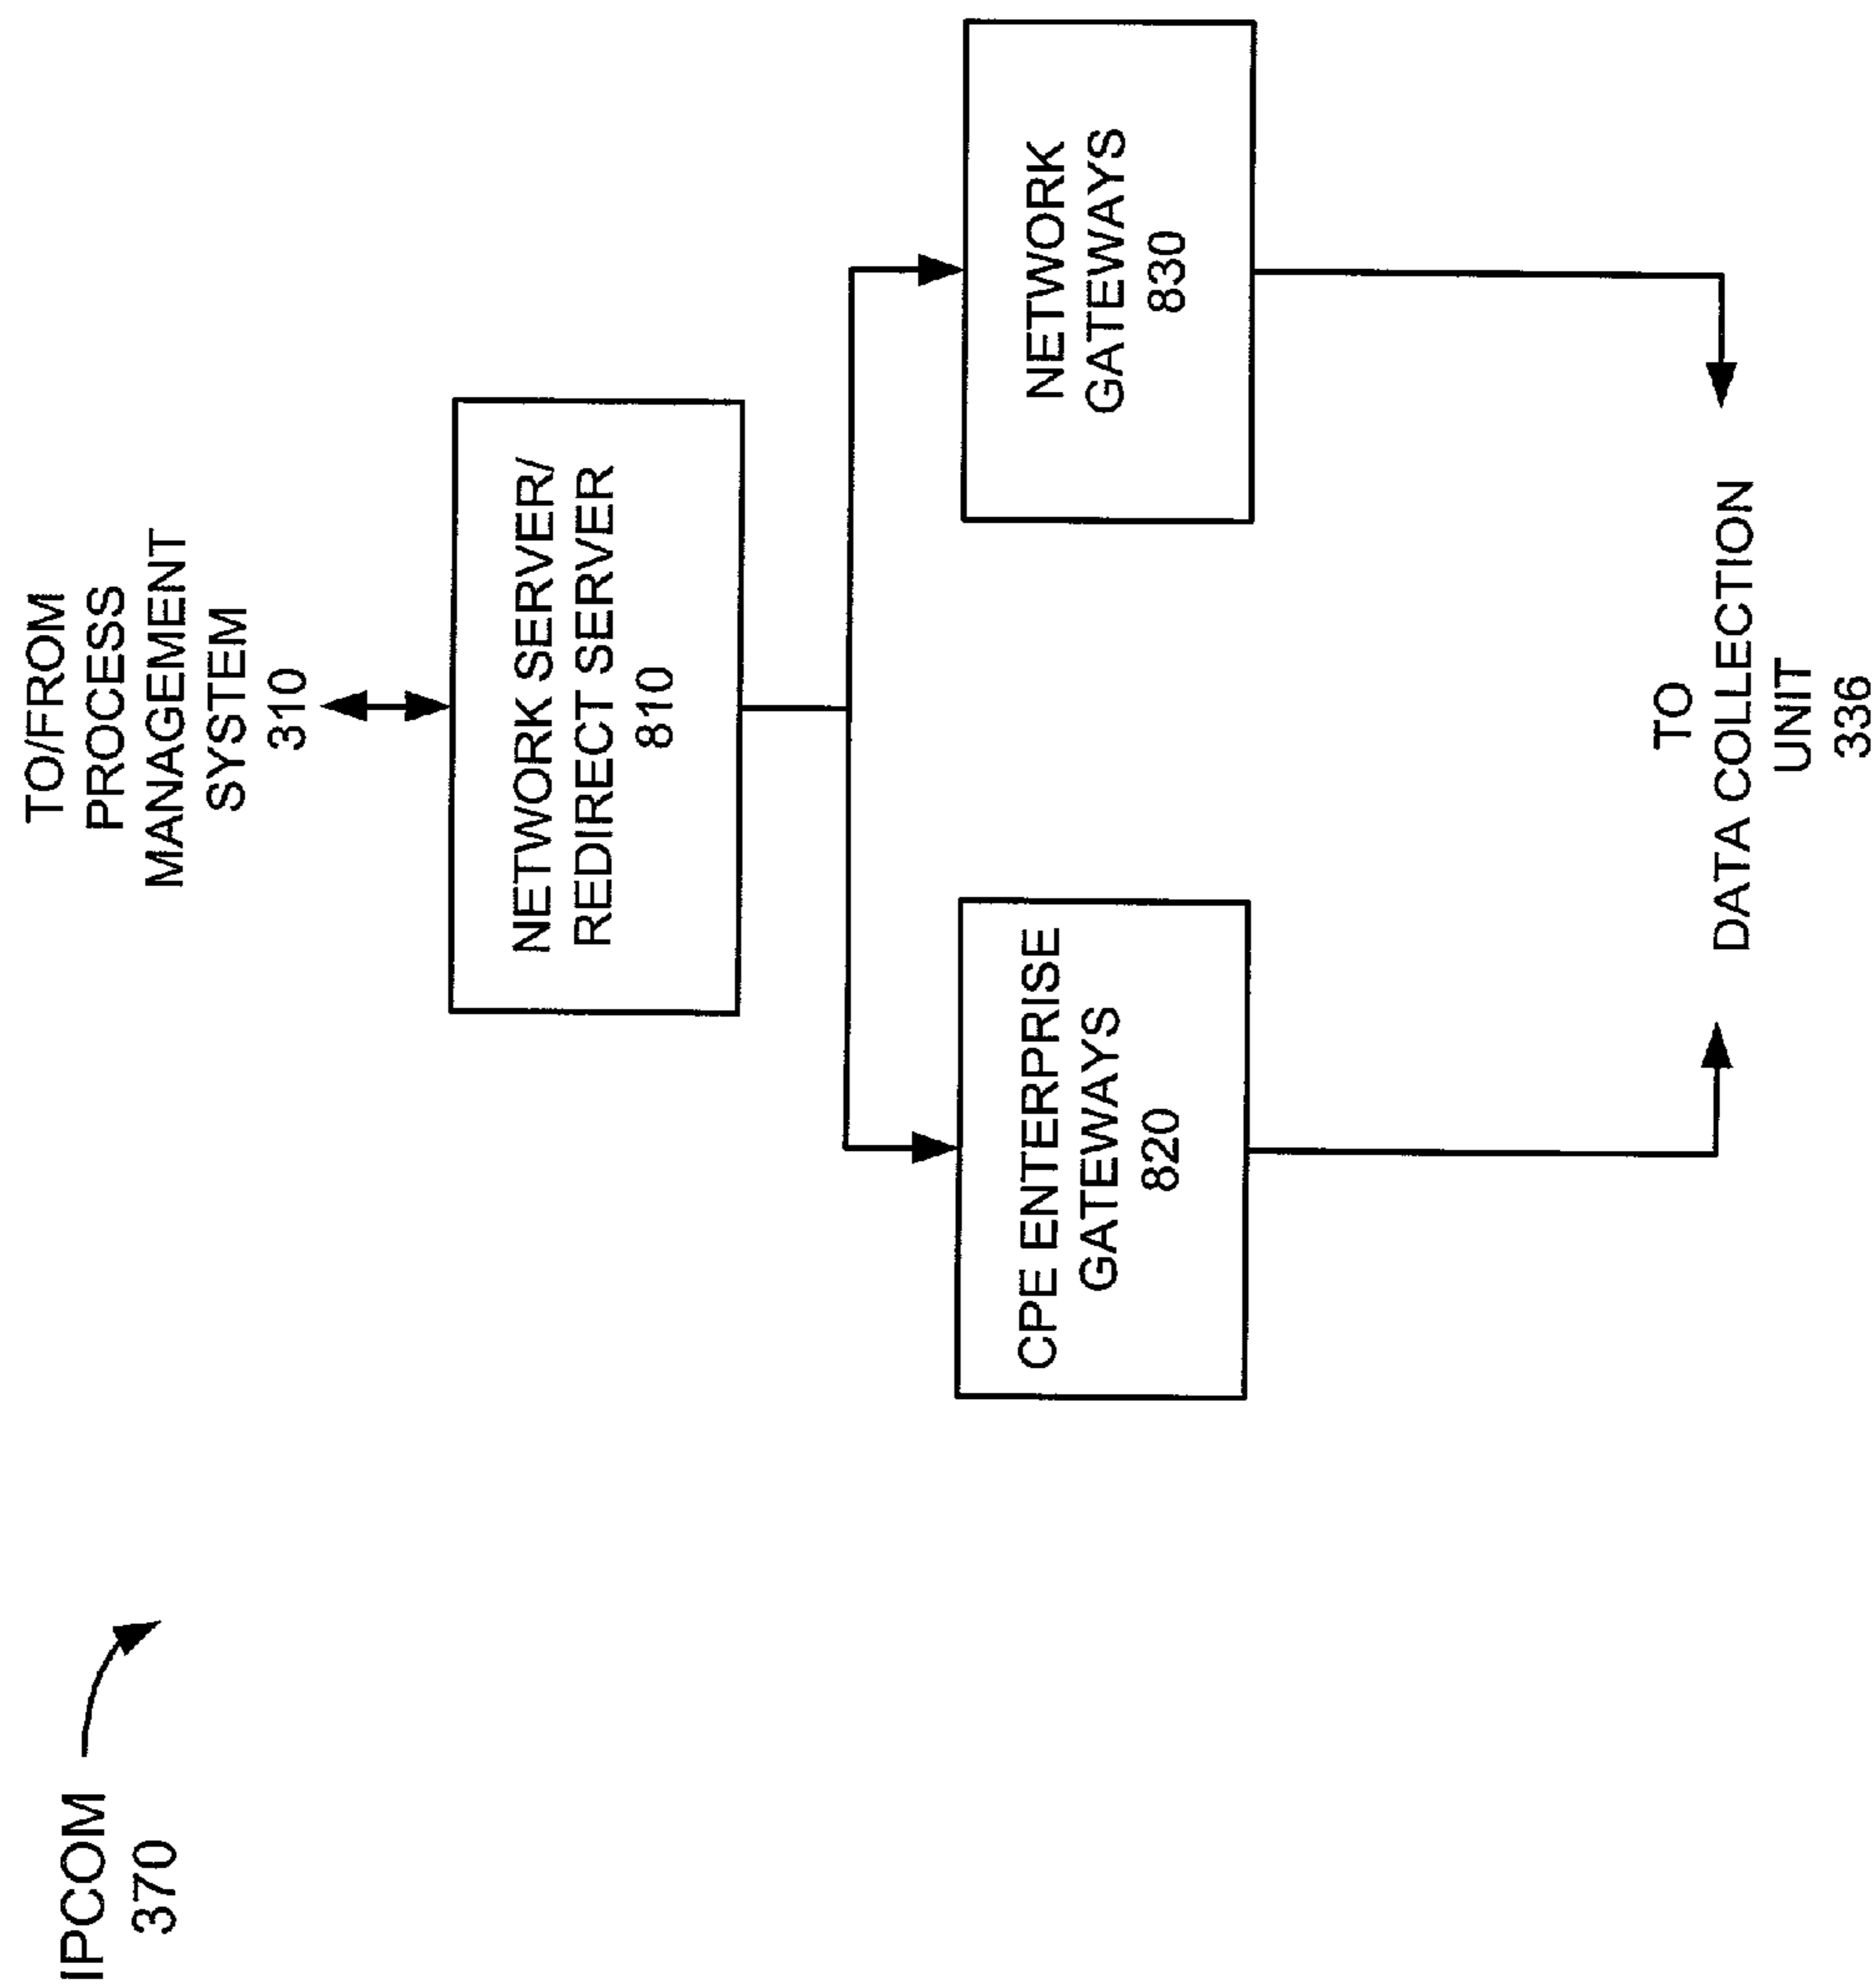 IPCOM
370
TO/FROM
PROCESS
MANAGEMENT
SYSTEM
310
NETWORK SERVER/
REDIRECT SERVER
810
CPE ENTERPRISE
GATEWAYS
820
NETWORK
GATEWAYS
830
TO
DATA COLLECTION
UNIT
336